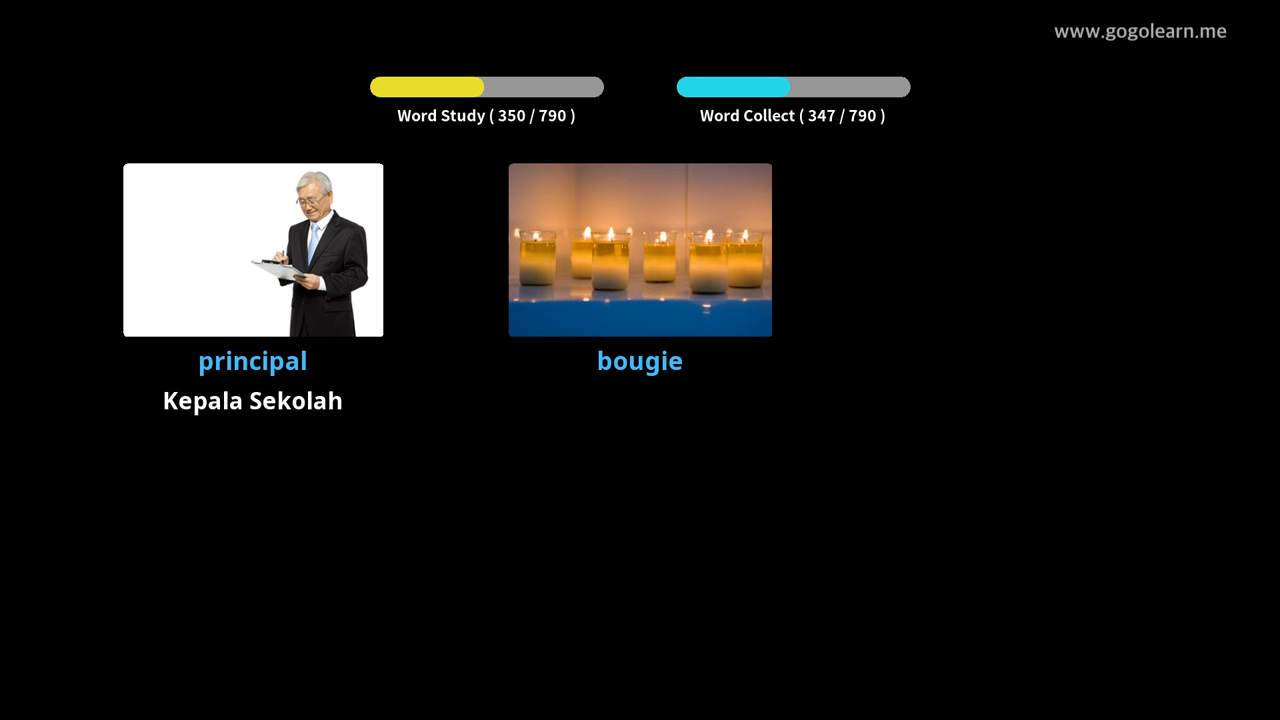 www.gogolearn.me
Word Study ( 350 / 790 )
Word Collect ( 347 / 790 )
principal
Kepala Sekolah
bougie